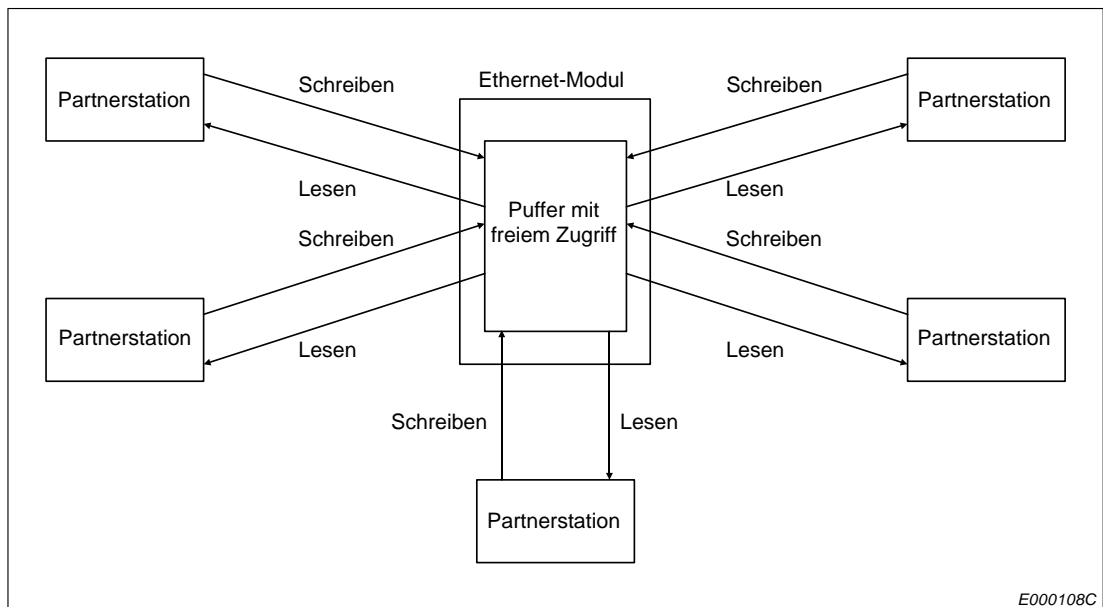 Ethernet-Modul
Partnerstation
Schreiben
Schreiben
Partnerstation
Lesen
Lesen
Puffer mit
freiem Zugriff
Schreiben
Schreiben
Partnerstation
Lesen
Lesen
Partnerstation
Schreiben
Lesen
Partnerstation
E000108C